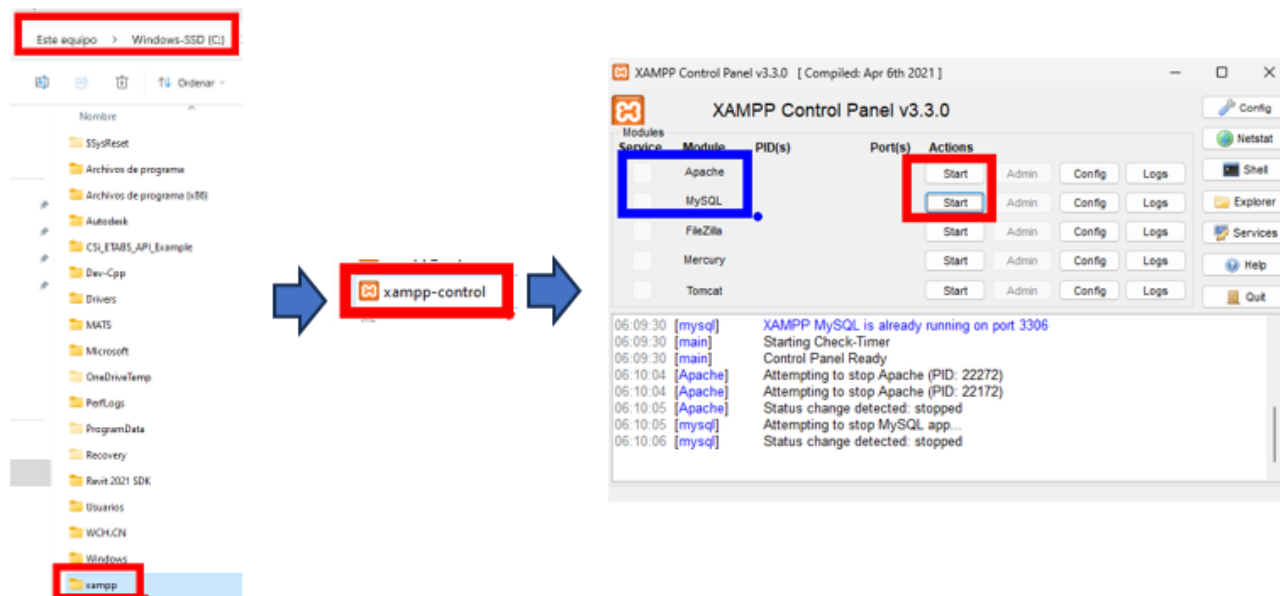 Este equipo > Windows-SSD (C:)
Ordenar
Nombre
$SysReset
Archivos de programa
Archivos de programa (x86)
Autodesk
CSi_ETABS_API_Example
Dev-Cpp
Drivers
MATS
Microsoft
OneDriveTemp
PerfLogs
ProgramData
Recovery
Revit 2021 SDK
Usuarios
WCH.CN
Windows
xampp
xampp-control
XAMPP Control Panel v3.3.0 [ Compiled: Apr 6th 2021 ]
XAMPP Control Panel v3.3.0
Modules
Service Module PID(s) Port(s) Actions
Apache Start Admin Config Logs
MySQL Start Admin Config Logs
FileZilla Start Admin Config Logs
Mercury Start Admin Config Logs
Tomcat Start Admin Config Logs
Config
Netstat
Shell
Explorer
Services
Help
Quit
06:09:30 [mysql] XAMPP MySQL is already running on port 3306
06:09:30 [main] Starting Check-Timer
06:09:30 [main] Control Panel Ready
06:10:04 [Apache] Attempting to stop Apache (PID: 22272)
06:10:04 [Apache] Attempting to stop Apache (PID: 22172)
06:10:05 [Apache] Status change detected: stopped
06:10:05 [mysql] Attempting to stop MySQL app...
06:10:06 [mysql] Status change detected: stopped